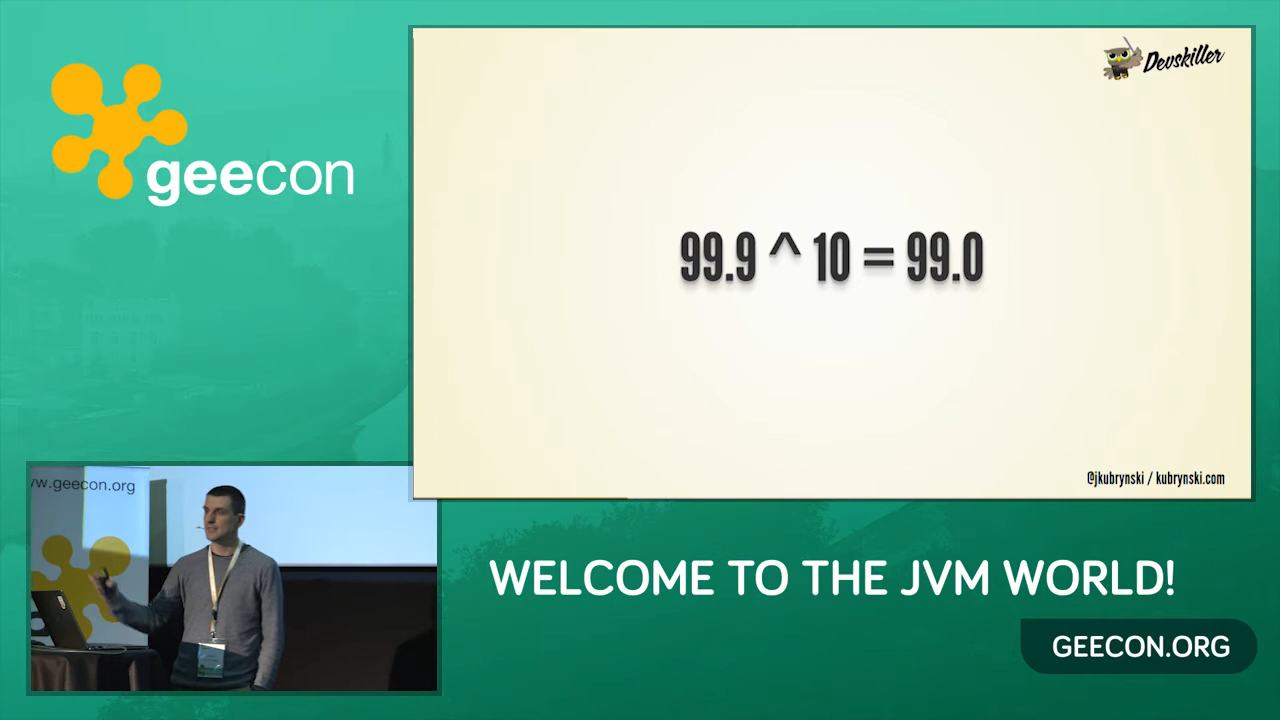 geecon
Devskiller
99.9 ^ 10 = 99.0
@jkubrynski / kubrynski.com
www.geecon.org
WELCOME TO THE JVM WORLD!
GEECON.ORG